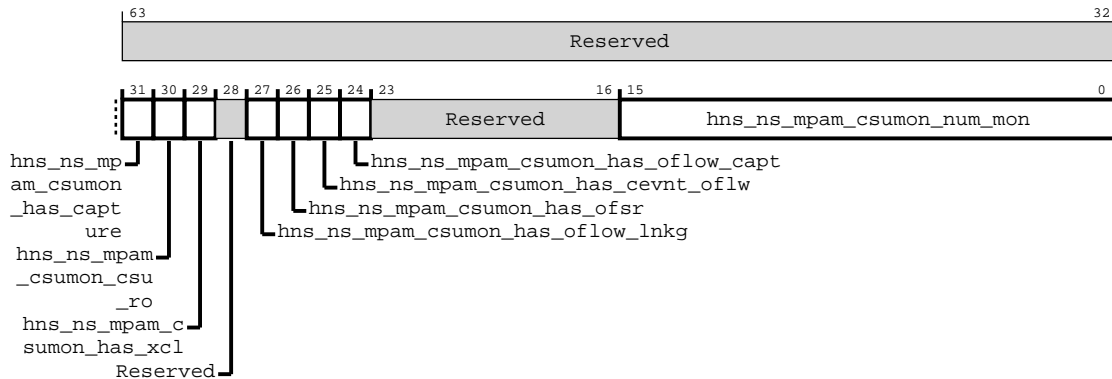 63 32
Reserved
31 30 29 28 27 26 25 24 23 16 15 0
Reserved hns_ns_mpam_csumon_num_mon
hns_ns_mp
am_csumon
_has_capt
ure
hns_ns_mpam
_csumon_csu
_ro
hns_ns_mpam_c
sumon_has_xcl
Reserved
hns_ns_mpam_csumon_has_oflow_capt
hns_ns_mpam_csumon_has_cevnt_oflw
hns_ns_mpam_csumon_has_ofsr
hns_ns_mpam_csumon_has_oflow_lnkg